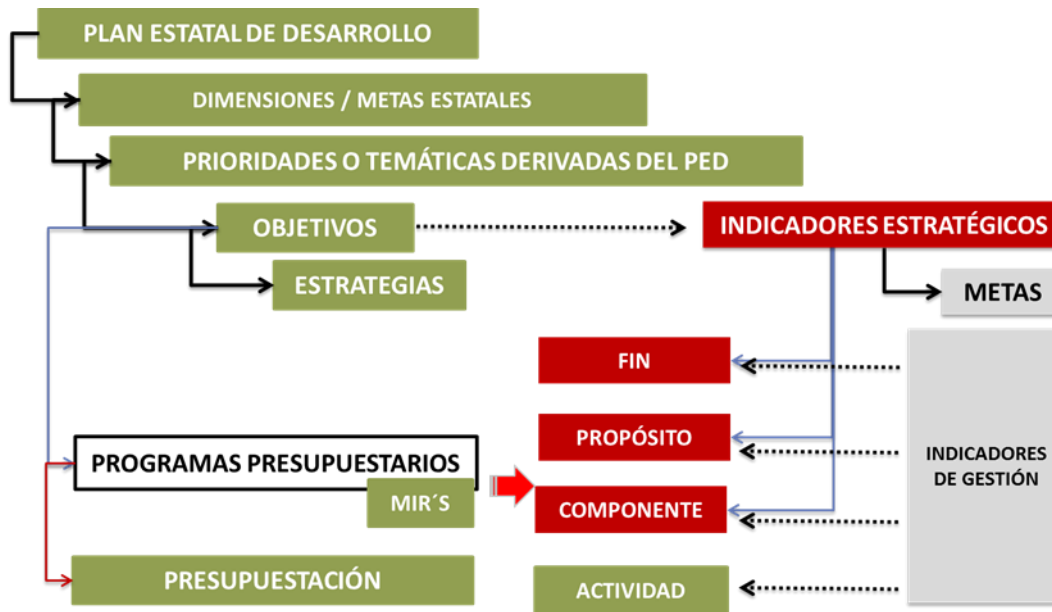 PLAN ESTATAL DE DESARROLLO
DIMENSIONES / METAS ESTATALES
PRIORIDADES O TEMÁTICAS DERIVADAS DEL PED
OBJETIVOS
INDICADORES ESTRATÉGICOS
ESTRATEGIAS
METAS
FIN
PROPÓSITO
PROGRAMAS PRESUPUESTARIOS
MIR´S
COMPONENTE
INDICADORES
DE GESTIÓN
PRESUPUESTACIÓN
ACTIVIDAD